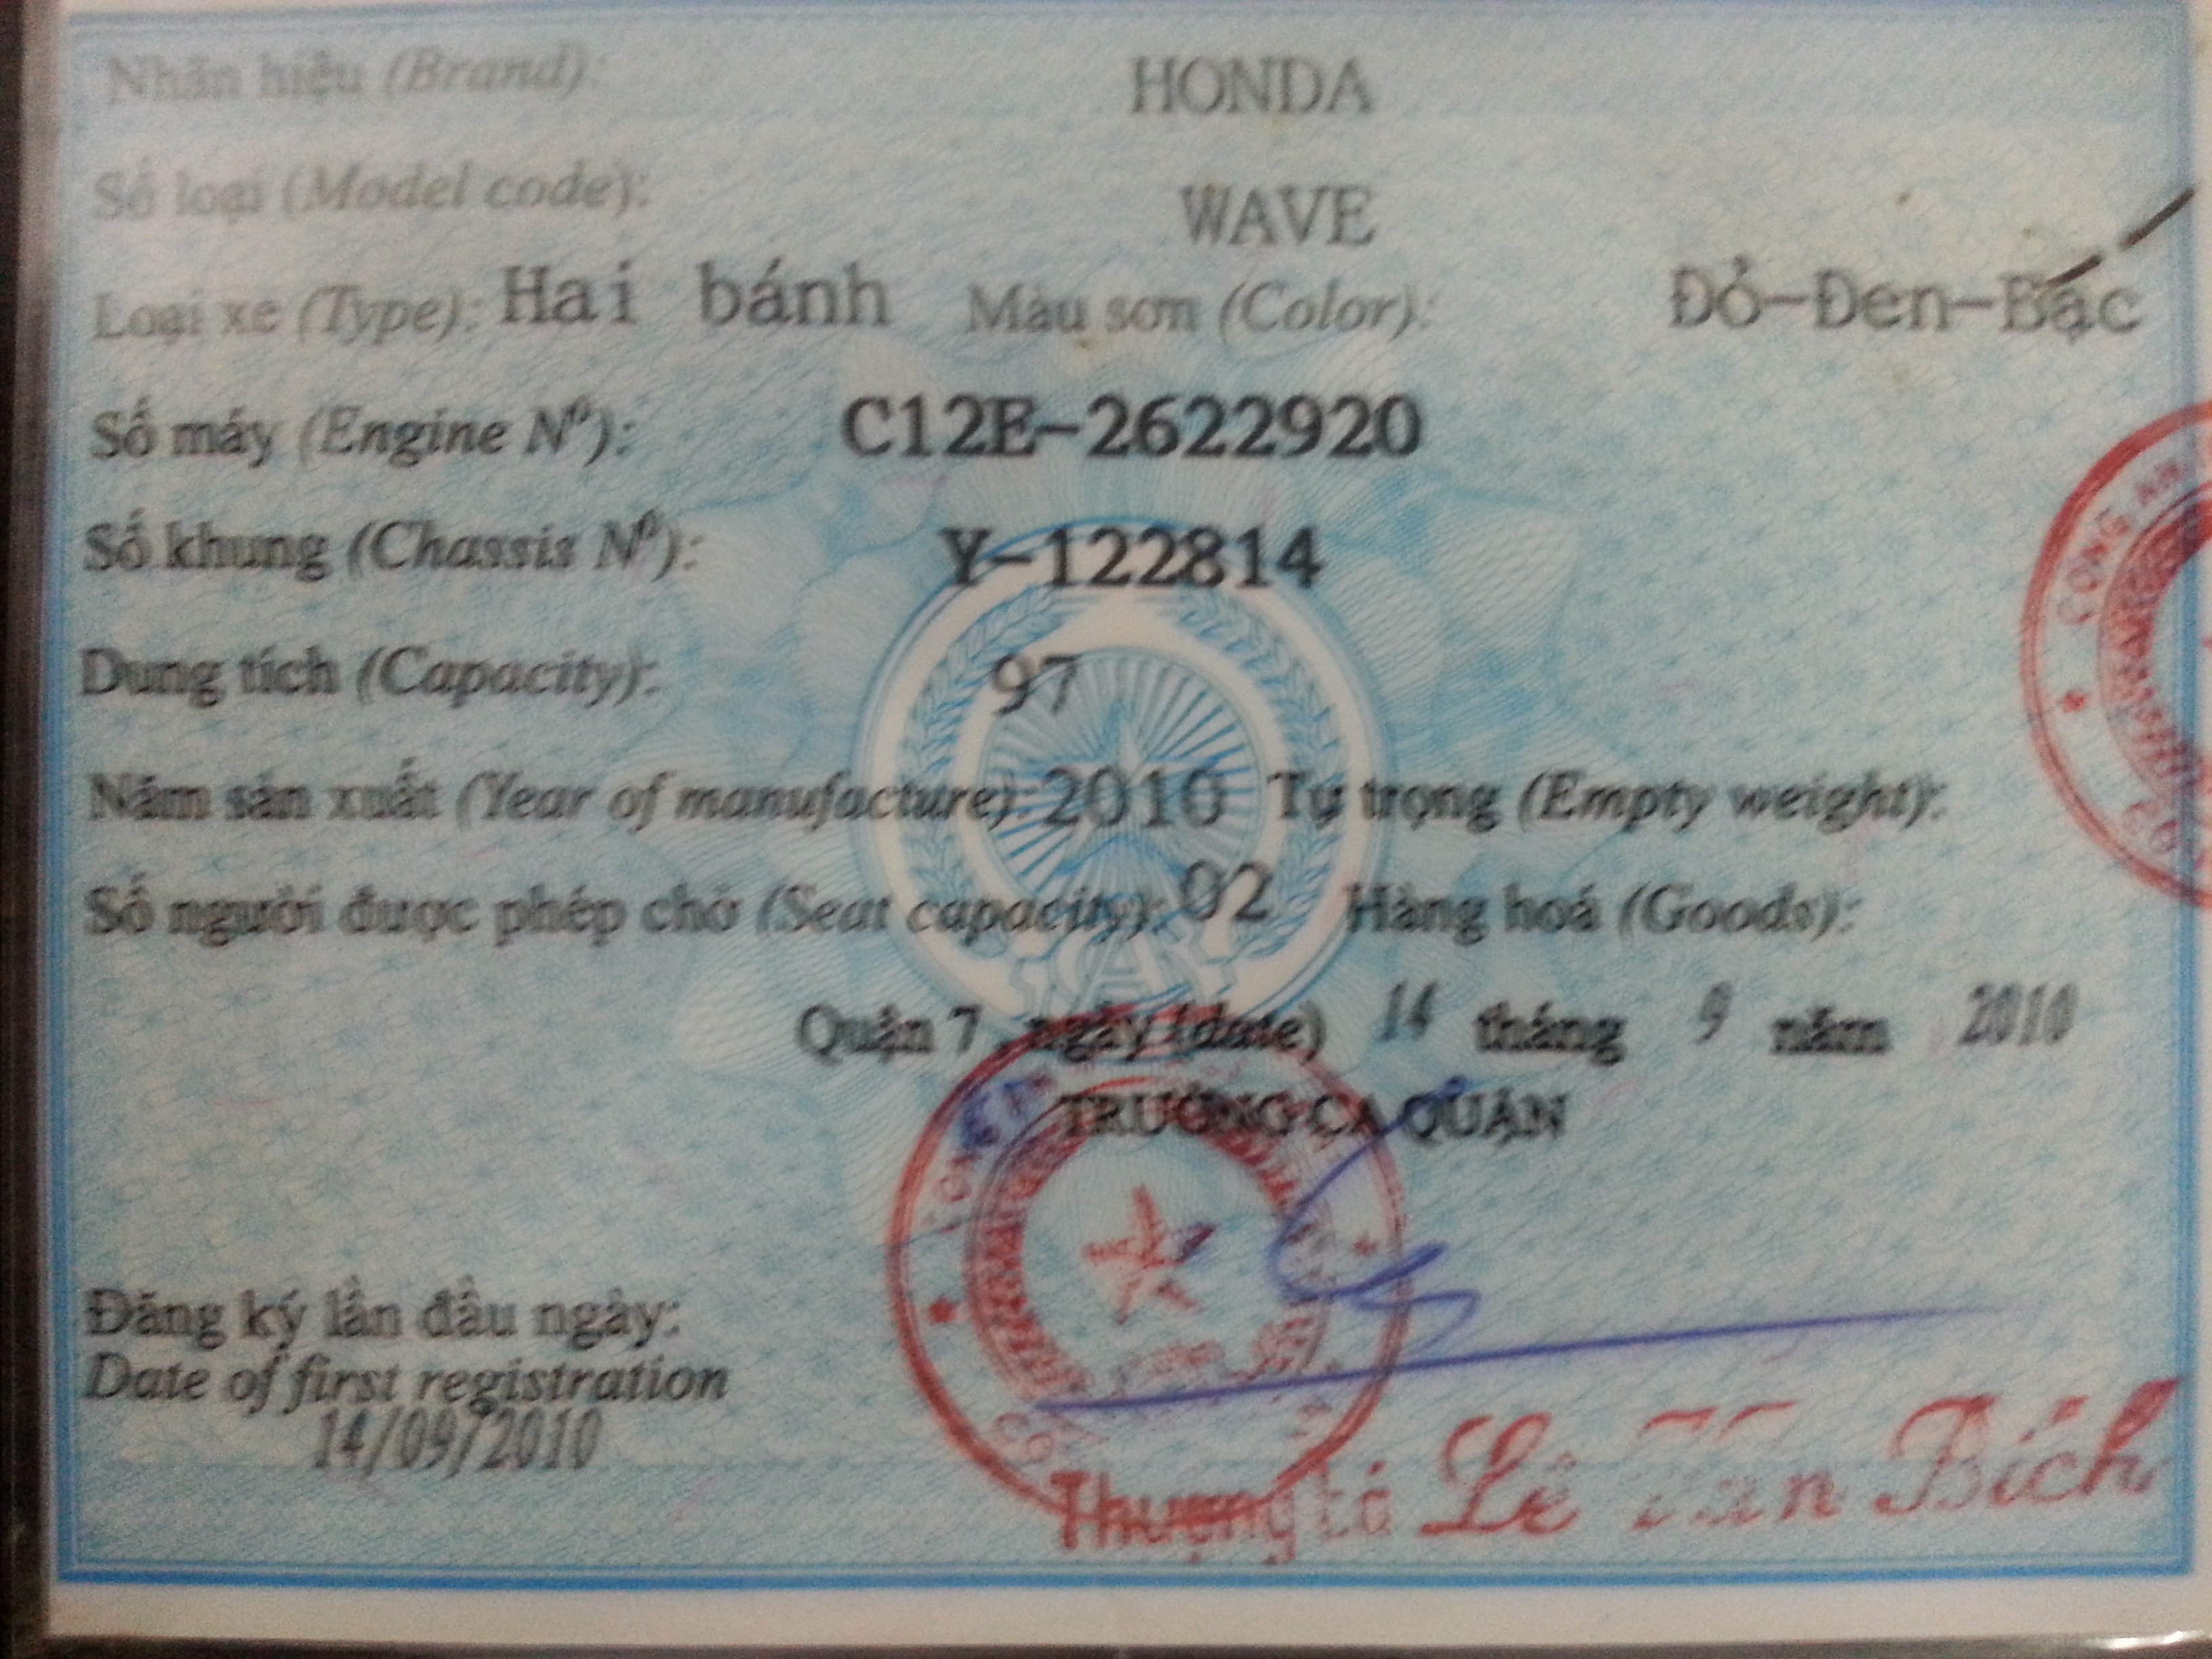 Nhãn hiệu (Brand): HONDA
Số loại (Model code): WAVE
Loại xe (Type): Hai bánh Màu sơn (Color): Đỏ-Đen-Bạc
Số máy (Engine Nº): C12E-2622920
Số khung (Chassis Nº): Y-122814
Dung tích (Capacity): 97
Năm sản xuất (Year of manufacture): 2010 Tự trọng (Empty weight):
Số người được phép chở (Seat capacity): 02 Hàng hoá (Goods):
Quận 7 ngày (date) 14 tháng 9 năm 2010
TRƯỞNG CA QUẬN
Đăng ký lần đầu ngày:
Date of first registration
14/09/2010
CÔNG AN
Thượng tá Lê Bích